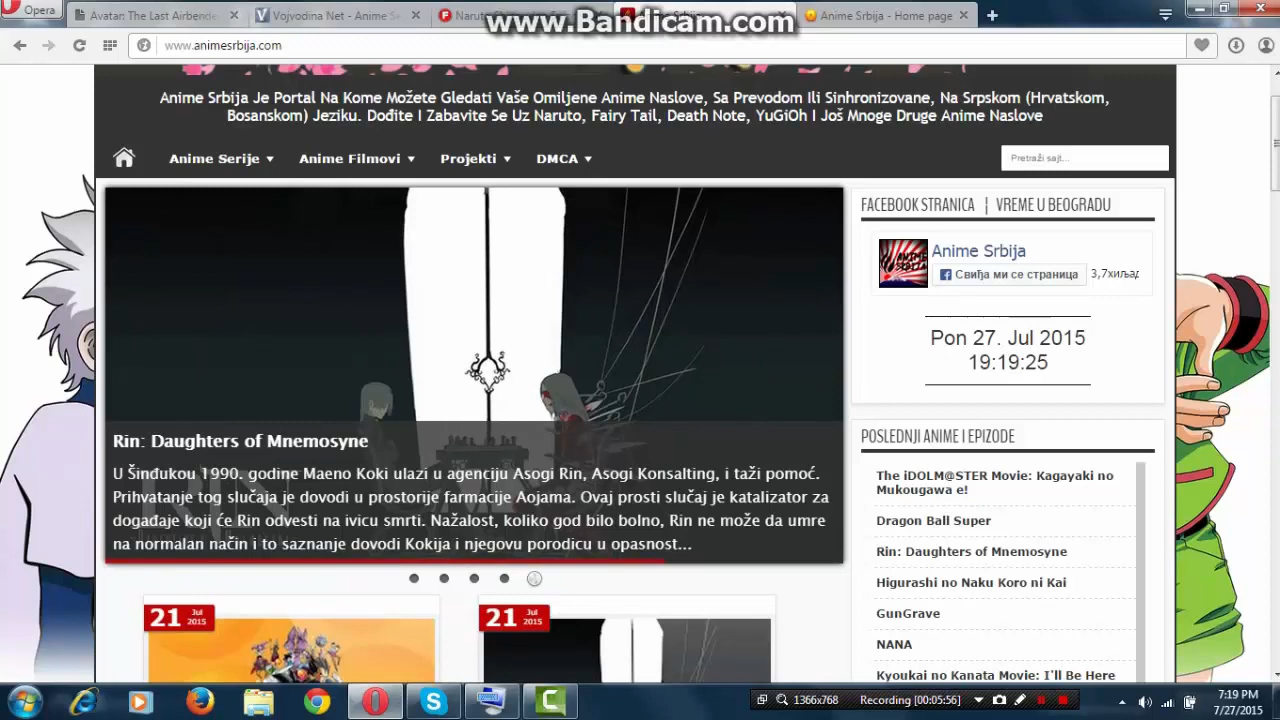 Opera
Avatar: The Last Airbende
Vojvodina Net - Anime S
Naruto
Anime Srbija - Home page
www.Bandicam.com
www.animesrbija.com
Anime Srbija Je Portal Na Kome Možete Gledati Vaše Omiljene Anime Naslove, Sa Prevodom Ili Sinhronizovane, Na Srpskom (Hrvatskom,
Bosanskom) Jeziku. Dođite I Zabavite Se Uz Naruto, Fairy Tail, Death Note, YuGiOh I Još Mnoge Druge Anime Naslove
Anime Serije
Anime Filmovi
Projekti
DMCA
Pretraži sajt...
Rin: Daughters of Mnemosyne
U Šinđukou 1990. godine Maeno Koki ulazi u agenciju Asogi Rin, Asogi Konsalting, i taži pomoć.
Prihvatanje tog slučaja je dovodi u prostorije farmacije Aojama. Ovaj prosti slučaj je katalizator za
događaje koji će Rin odvesti na ivicu smrti. Nažalost, koliko god bilo bolno, Rin ne može da umre
na normalan način i to saznanje dovodi Kokija i njegovu porodicu u opasnost...
21 Jul 2015
21 Jul 2015
FACEBOOK STRANICA | VREME U BEOGRADU
Anime Srbija
Свиђа ми се страница
3,7хиљад
Pon 27. Jul 2015
19:19:25
POSLEDNJI ANIME I EPIZODE
The iDOLM@STER Movie: Kagayaki no
Mukougawa e!
Dragon Ball Super
Rin: Daughters of Mnemosyne
Higurashi no Naku Koro ni Kai
GunGrave
NANA
Kyoukai no Kanata Movie: I'll Be Here
1366x768
Recording [00:05:56]
7:19 PM
7/27/2015